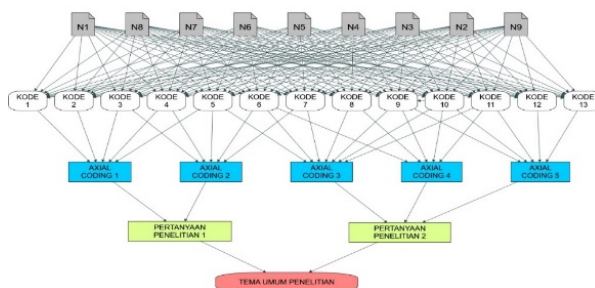 N1 N8 N7 N6 N5 N4 N3 N2 N9
KODE 1
KODE 2
KODE 3
KODE 4
KODE 5
KODE 6
KODE 7
KODE 8
KODE 9
KODE 10
KODE 11
KODE 12
KODE 13
AXIAL
CODING 1
AXIAL
CODING 2
AXIAL
CODING 3
AXIAL
CODING 4
AXIAL
CODING 5
PERTANYAAN
PENELITIAN 1
PERTANYAAN
PENELITIAN 2
TEMA UMUM PENELITIAN